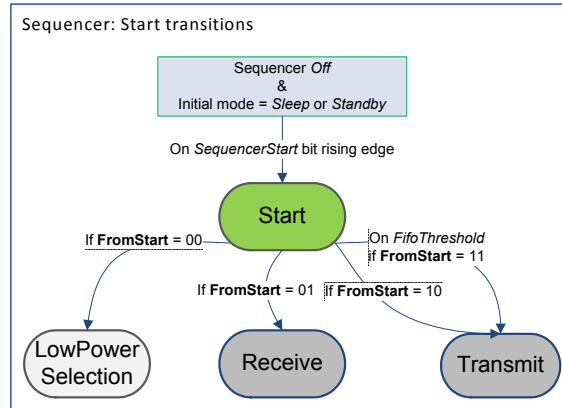 Sequencer: Start transitions
Sequencer Off
&
Initial mode = Sleep or Standby
On SequencerStart bit rising edge
Start
If FromStart = 00
On FifoThreshold
if FromStart = 11
If FromStart = 01
If FromStart = 10
LowPower
Selection
Receive
Transmit